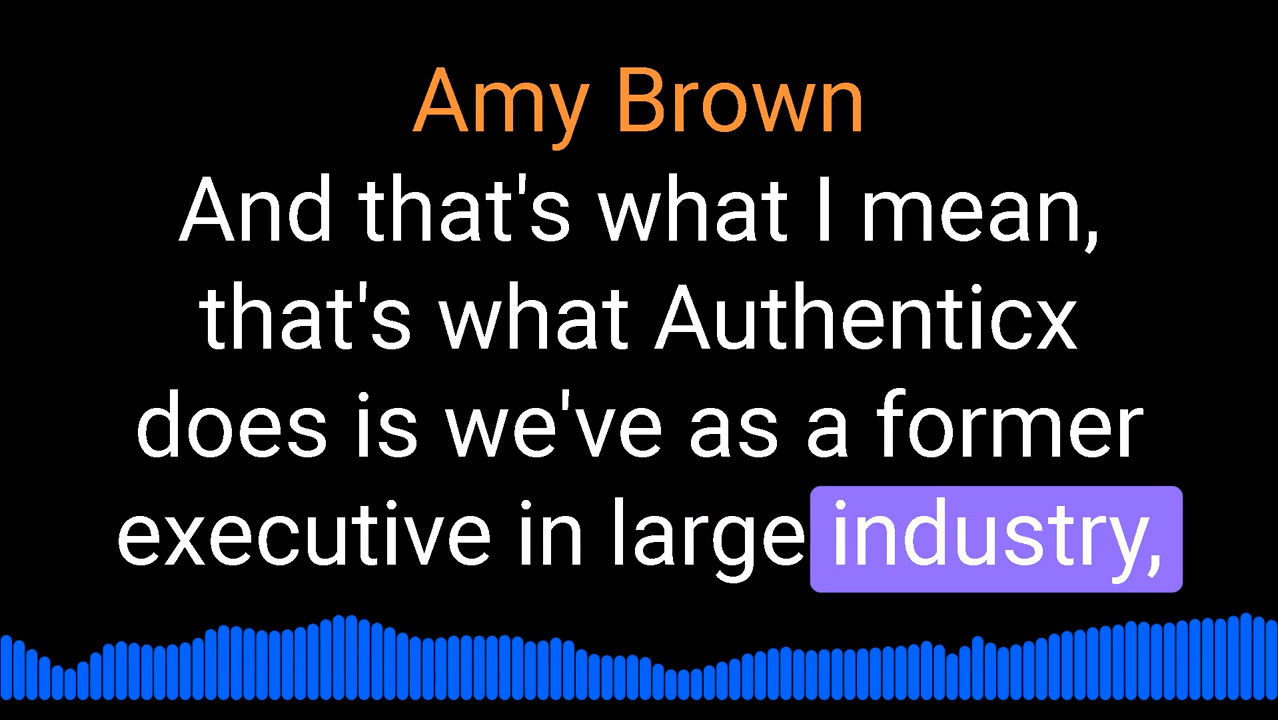 Amy Brown
And that's what I mean,
that's what Authenticx
does is we've as a former
executive in large industry,